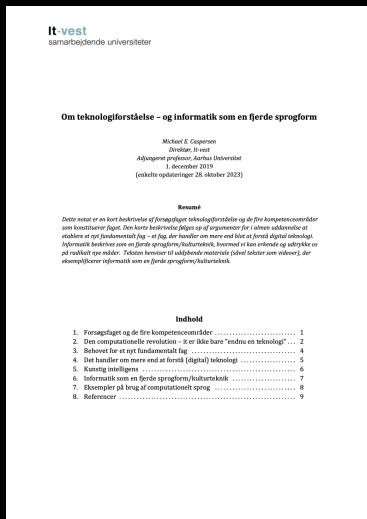 It-vest
samarbejdende universiteter
Om teknologiforståelse – og informatik som en fjerde sprogform
Michael E. Caspersen
Direktør, It-vest
Adjungeret professor, Aarhus Universitet
1. december 2019
(enkelte opdateringer 28. oktober 2023)
Resumé
Dette notat er en kort beskrivelse af forsøgsfaget teknologiforståelse og de fire kompetenceområder
som konstituerer faget. Den korte beskrivelse følges op af argumenter for i almen uddannelse at
etablere et nyt fundamentalt fag – et fag, der handler om mere end blot at forstå digital teknologi.
Informatik beskrives som en fjerde sprogform/kulturteknik, hvormed vi kan erkende og udtrykke os
på radikalt nye måder. Teksten henviser til uddybende materiale (såvel tekster som videoer), der
eksemplificerer informatik som en fjerde sprogform/kulturteknik.
Indhold
1. Forsøgsfaget og de fire kompetenceområder ............................ 1
2. Den computationelle revolution – it er ikke bare "endnu en teknologi" ... 2
3. Behovet for et nyt fundamentalt fag .................................... 4
4. Det handler om mere end at forstå (digital) teknologi ................... 5
5. Kunstig intelligens ..................................................... 6
6. Informatik som en fjerde sprogform/kulturteknik ...................... 7
7. Eksempler på brug af computationelt sprog ............................ 8
8. Referencer ............................................................. 9